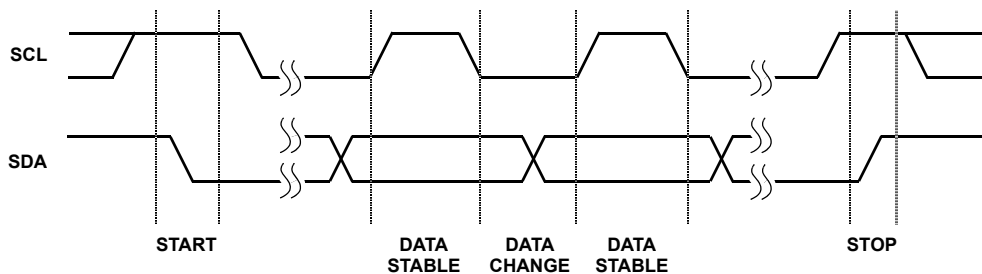 SCL
SDA
START
DATA
STABLE
DATA
CHANGE
DATA
STABLE
STOP